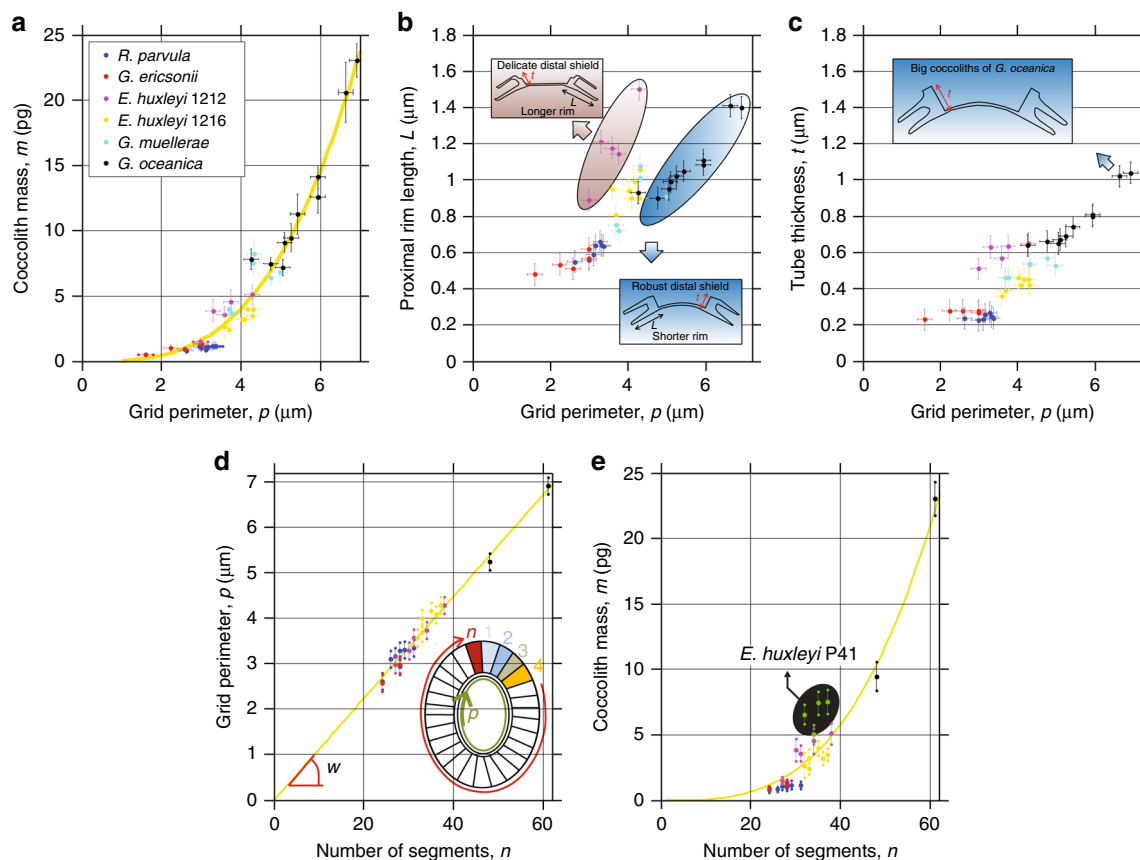 a
25
20
15
10
5
0
0
2
4
6
Coccolith mass, m (pg)
Grid perimeter, p (μm)
R. parvula
G. ericsonii
E. huxleyi 1212
E. huxleyi 1216
G. muellerae
G. oceanica
b
1.8
1.6
1.4
1.2
1
0.8
0.6
0.4
0.2
0
0
2
4
6
Proximal rim length, L (μm)
Grid perimeter, p (μm)
Delicate distal shield
t
L
Longer rim
Robust distal shield
t
L
Shorter rim
c
1.8
1.6
1.4
1.2
1
0.8
0.6
0.4
0.2
0
0
2
4
6
Tube thickness, t (μm)
Grid perimeter, p (μm)
Big coccoliths of G. oceanica
t
d
7
6
5
4
3
2
1
0
0
20
40
60
Grid perimeter, p (μm)
Number of segments, n
w
n
1
2
3
4
p
e
25
20
15
10
5
0
0
20
40
60
Coccolith mass, m (pg)
Number of segments, n
E. huxleyi P41